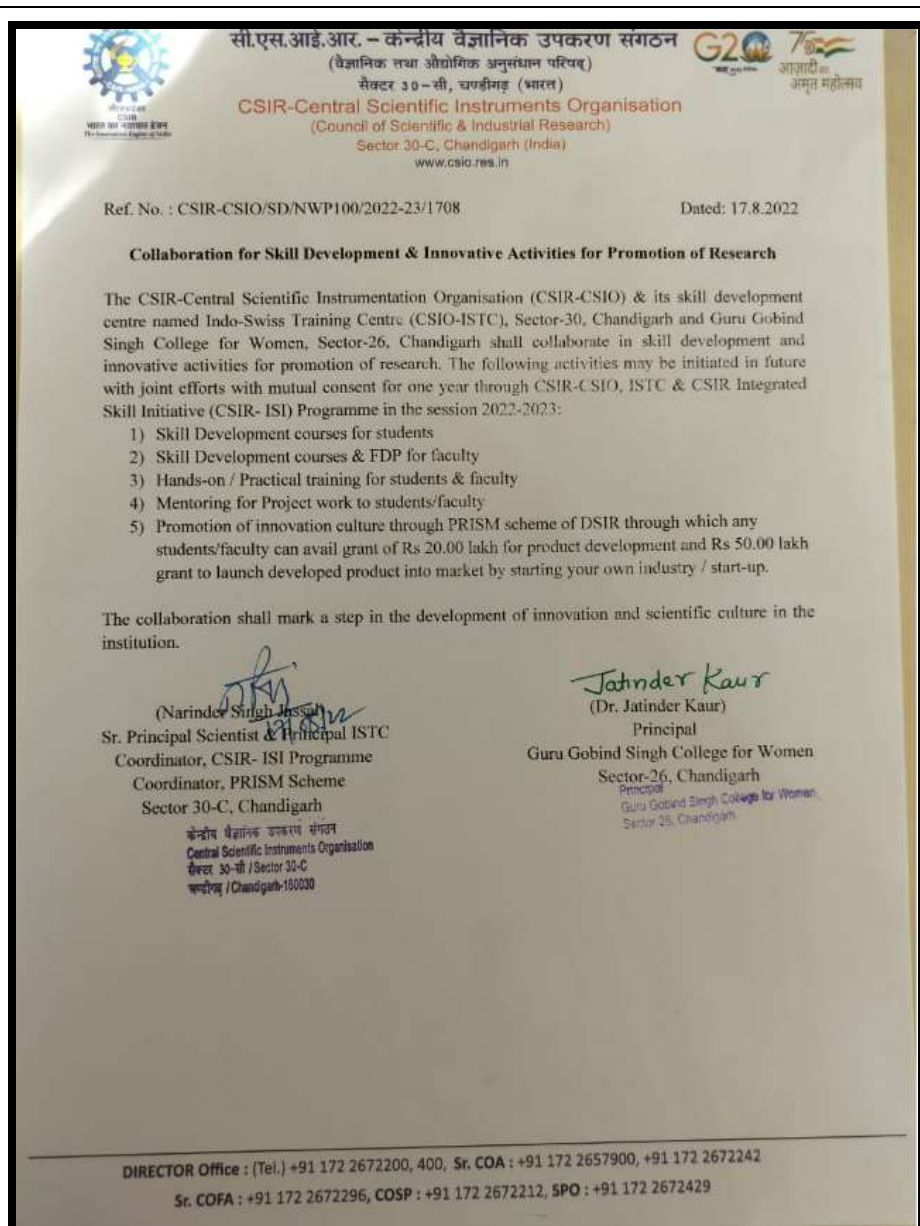 सी.एस.आई.आर. – केन्द्रीय वैज्ञानिक उपकरण संगठन
(वैज्ञानिक तथा औद्योगिक अनुसंधान परिषद्)
सैक्टर ३०-सी, चण्डीगढ़ (भारत)
CSIR-Central Scientific Instruments Organisation
(Council of Scientific & Industrial Research)
Sector 30-C, Chandigarh (India)
www.csio.res.in
CSIR
भारत का नवाचार इंजन
The Innovation Engine of India
G20
75
आज़ादी का
अमृत महोत्सव
Ref. No. : CSIR-CSIO/SD/NWP100/2022-23/1708 Dated: 17.8.2022
Collaboration for Skill Development & Innovative Activities for Promotion of Research
The CSIR-Central Scientific Instrumentation Organisation (CSIR-CSIO) & its skill development
centre named Indo-Swiss Training Centre (CSIO-ISTC), Sector-30, Chandigarh and Guru Gobind
Singh College for Women, Sector-26, Chandigarh shall collaborate in skill development and
innovative activities for promotion of research. The following activities may be initiated in future
with joint efforts with mutual consent for one year through CSIR-CSIO, ISTC & CSIR Integrated
Skill Initiative (CSIR- ISI) Programme in the session 2022-2023:
1) Skill Development courses for students
2) Skill Development courses & FDP for faculty
3) Hands-on / Practical training for students & faculty
4) Mentoring for Project work to students/faculty
5) Promotion of innovation culture through PRISM scheme of DSIR through which any
students/faculty can avail grant of Rs 20.00 lakh for product development and Rs 50.00 lakh
grant to launch developed product into market by starting your own industry / start-up.
The collaboration shall mark a step in the development of innovation and scientific culture in the
institution.
(Narinder Singh Jassal)
Sr. Principal Scientist & Principal ISTC
Coordinator, CSIR- ISI Programme
Coordinator, PRISM Scheme
Sector 30-C, Chandigarh
केन्द्रीय वैज्ञानिक उपकरण संगठन
Central Scientific Instruments Organisation
सैक्टर 30-सी / Sector 30-C
चण्डीगढ़ / Chandigarh-160030
Jatinder Kaur
(Dr. Jatinder Kaur)
Principal
Guru Gobind Singh College for Women
Sector-26, Chandigarh
Principal
Guru Gobind Singh College for Women,
Sector 26, Chandigarh
DIRECTOR Office : (Tel.) +91 172 2672200, 400, Sr. COA : +91 172 2657900, +91 172 2672242
Sr. COFA : +91 172 2672296, COSP : +91 172 2672212, SPO : +91 172 2672429